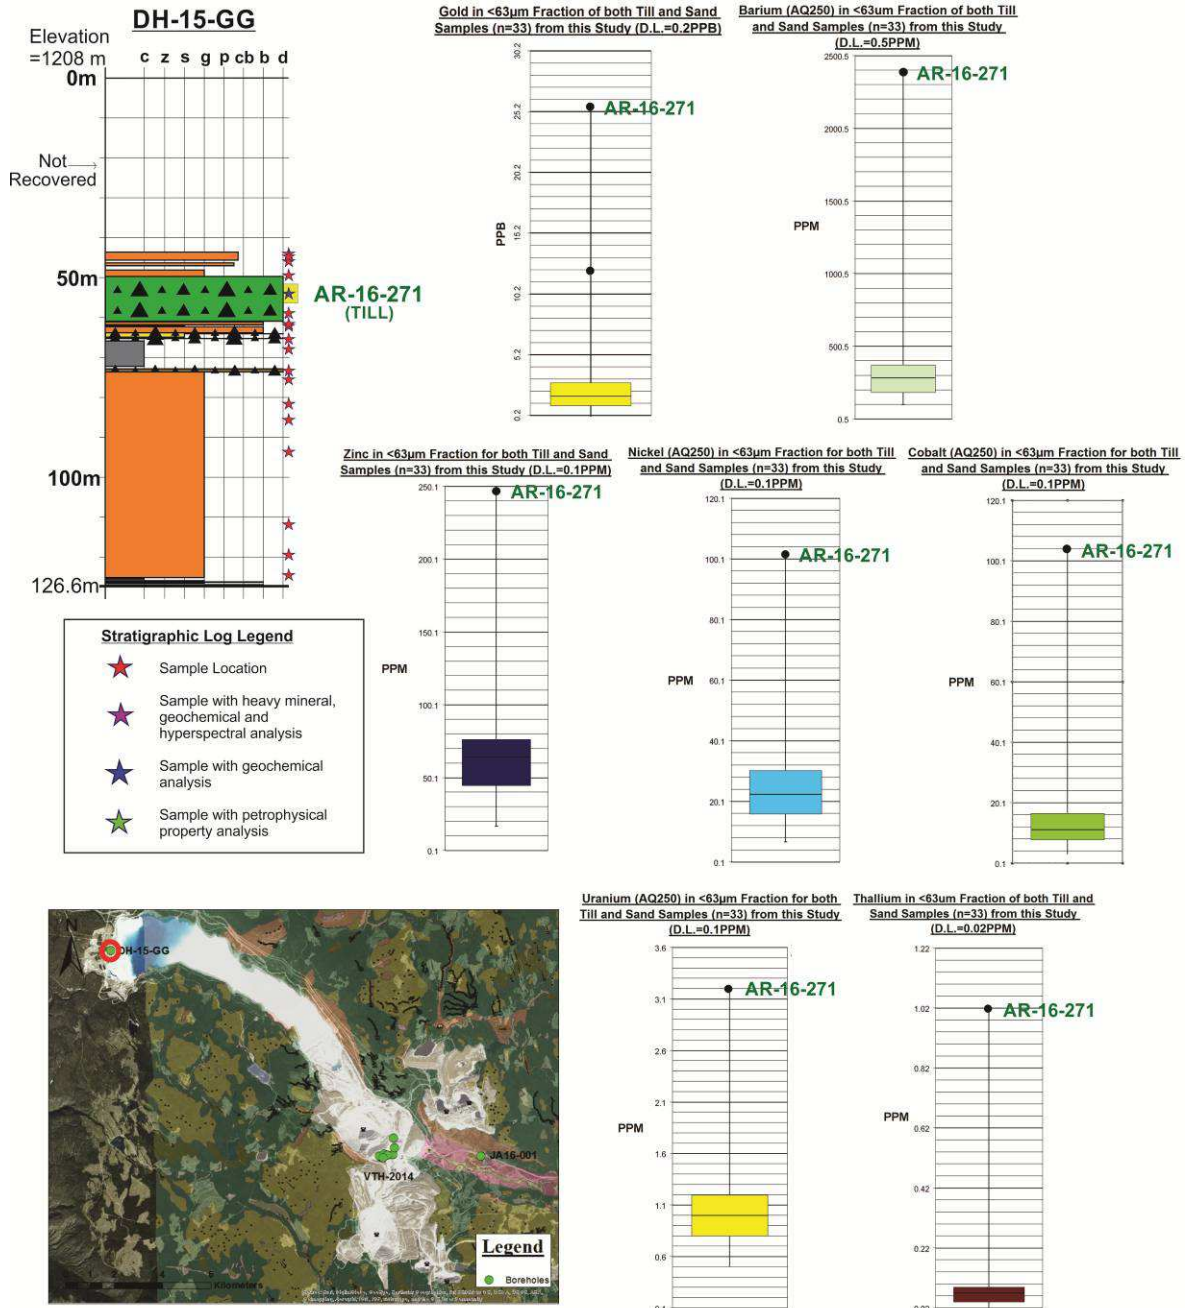 DH-15-GG
Elevation
=1208 m
c z s g p cb b d
0m
Not
Recovered
50m
AR-16-271
(TILL)
100m
126.6m
Stratigraphic Log Legend
Sample Location
Sample with heavy mineral,
geochemical and
hyperspectral analysis
Sample with geochemical
analysis
Sample with petrophysical
property analysis
Gold in <63µm Fraction of both Till and Sand
Samples (n=33) from this Study (D.L.=0.2PPB)
30.2
25.2
20.2
15.2
10.2
5.2
0.2
PPB
AR-16-271
Barium (AQ250) in <63µm Fraction of both Till
and Sand Samples (n=33) from this Study
(D.L.=0.5PPM)
2500.5
2000.5
1500.5
1000.5
500.5
0.5
PPM
AR-16-271
Zinc in <63µm Fraction for both Till and Sand
Samples (n=33) from this Study (D.L.=0.1PPM)
250.1
200.1
150.1
100.1
50.1
0.1
PPM
AR-16-271
Nickel (AQ250) in <63µm Fraction for both Till
and Sand Samples (n=33) from this Study
(D.L.=0.1PPM)
120.1
100.1
80.1
60.1
40.1
20.1
0.1
PPM
AR-16-271
Cobalt (AQ250) in <63µm Fraction for both Till
and Sand Samples (n=33) from this Study
(D.L.=0.1PPM)
120.1
100.1
80.1
60.1
40.1
20.1
0.1
PPM
AR-16-271
N
DH-15-GG
VTH-2014
JA16-001
1 2 4 6
Kilometers
Legend
Boreholes
Uranium (AQ250) in <63µm Fraction for both
Till and Sand Samples (n=33) from this Study
(D.L.=0.1PPM)
3.6
3.1
2.6
2.1
1.6
1.1
0.6
PPM
AR-16-271
Thallium in <63um Fraction of both Till and
Sand Samples (n=33) from this Study
(D.L.=0.02PPM)
1.22
1.02
0.82
0.62
0.42
0.22
PPM
AR-16-271